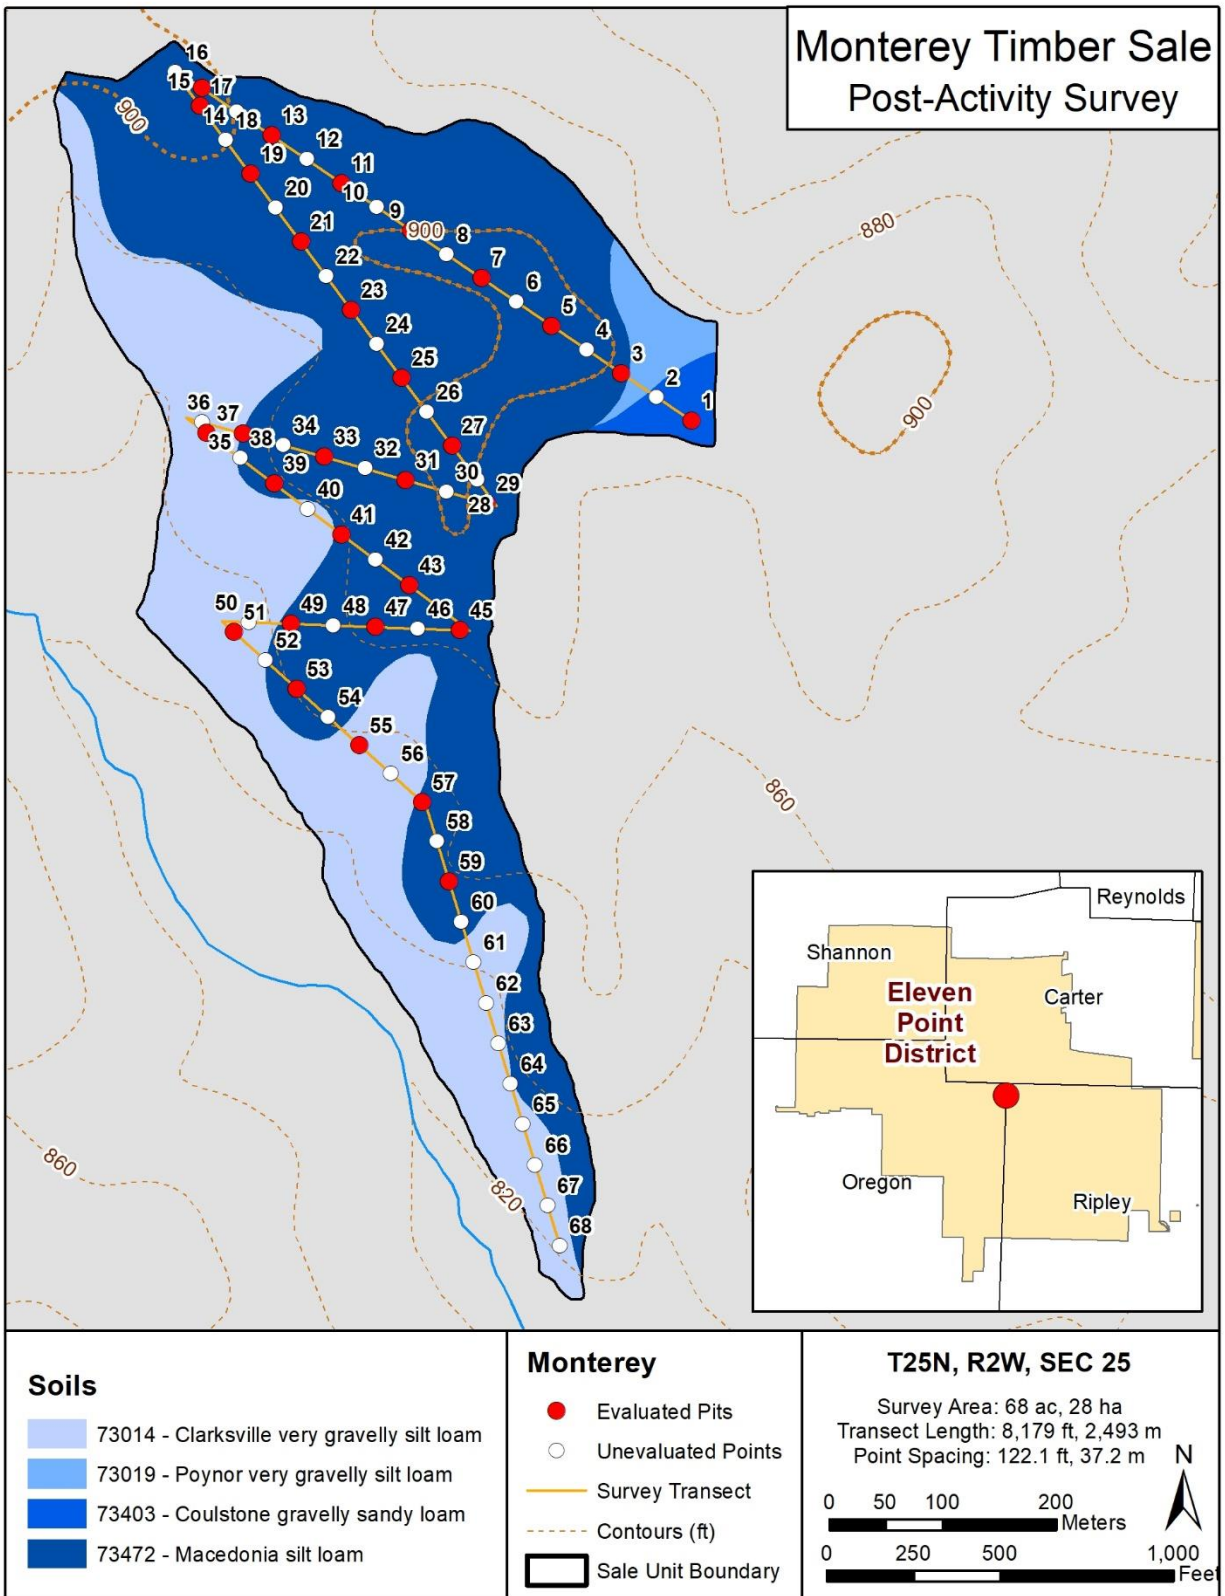 Monterey Timber Sale
Post-Activity Survey
16
15
17
14
18
13
12
19
11
20
10
9
21
900
900
8
22
7
23
6
24
5
25
4
3
26
2
1
27
880
900
36
37
34
33
32
31
30
29
28
35
38
39
40
41
42
43
50
51
49
48
47
46
45
52
53
54
55
56
57
58
59
60
61
62
63
64
65
66
67
68
860
860
820
Reynolds
Shannon
Carter
Eleven
Point
District
Oregon
Ripley
Soils
73014 - Clarksville very gravelly silt loam
73019 - Poynor very gravelly silt loam
73403 - Coulstone gravelly sandy loam
73472 - Macedonia silt loam
Monterey
Evaluated Pits
Unevaluated Points
Survey Transect
Contours (ft)
Sale Unit Boundary
T25N, R2W, SEC 25
Survey Area: 68 ac, 28 ha
Transect Length: 8,179 ft, 2,493 m
Point Spacing: 122.1 ft, 37.2 m
N
0 50 100 200
Meters
0 250 500 1,000
Feet